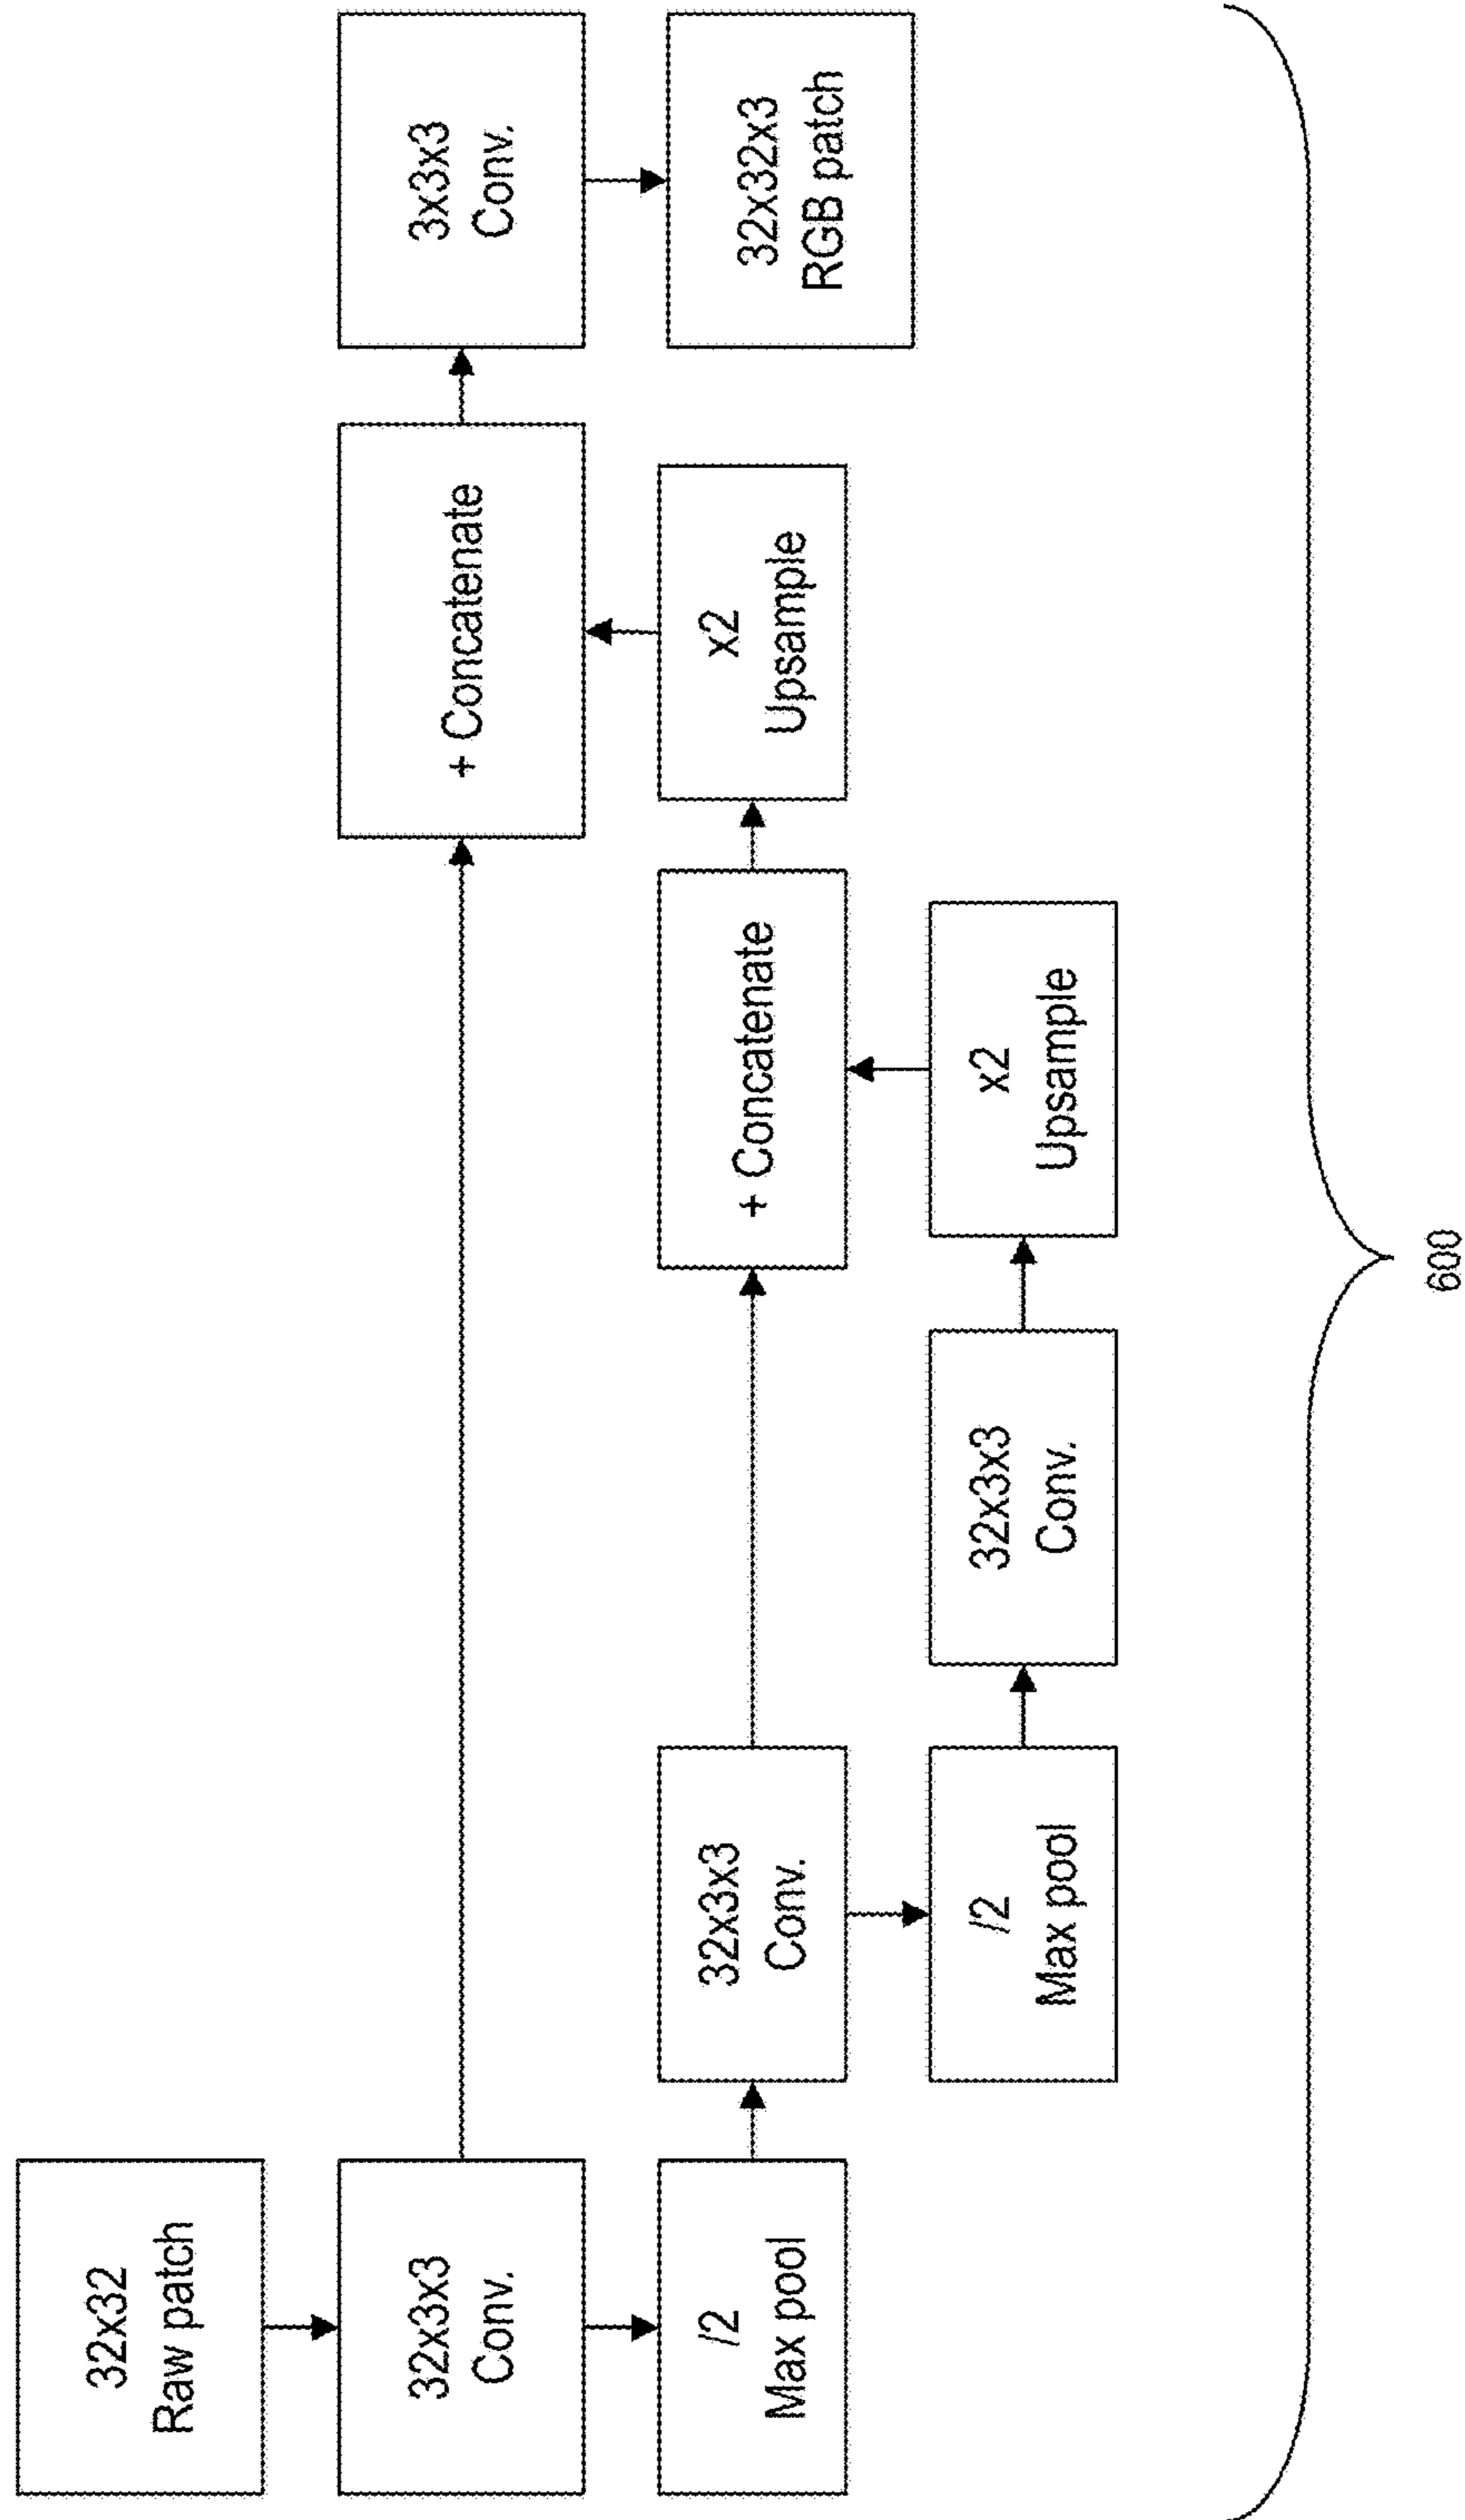 32x32
Raw patch
32x3x3
Conv.
+ Concatenate
3x3x3
Conv.
/2
Max pool
32x3x3
Conv.
+ Concatenate
x2
Upsample
32x32x3
RGB patch
/2
Max pool
32x3x3
Conv.
x2
Upsample
600